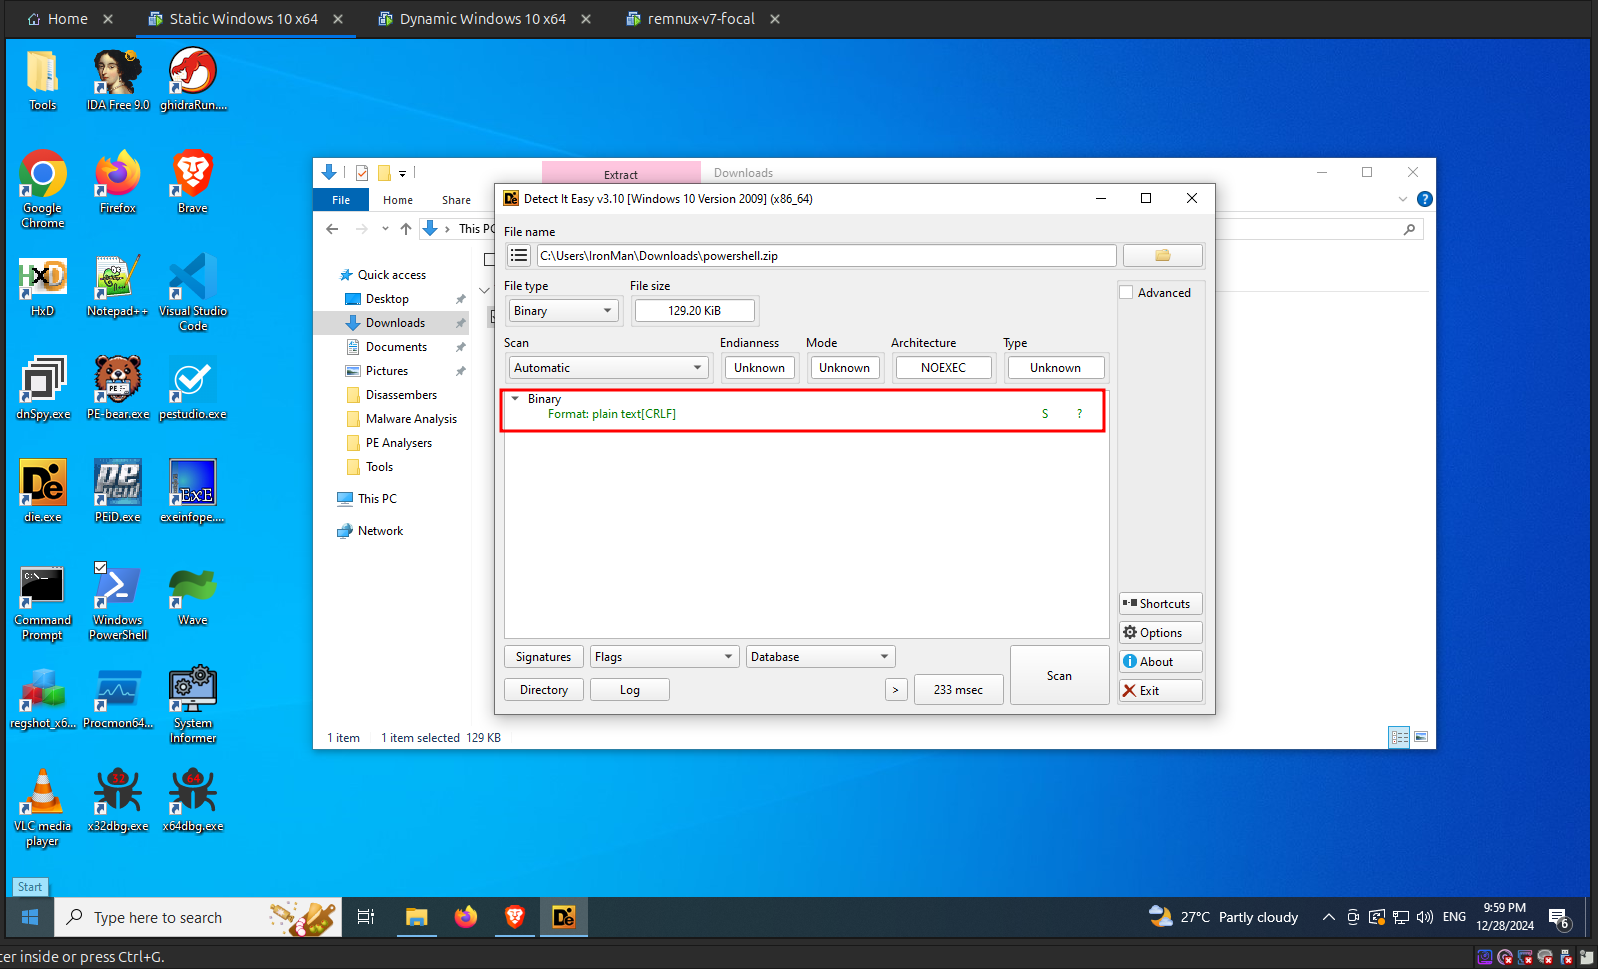 Home
Static Windows 10 x64
Dynamic Windows 10 x64
remnux-v7-focal
Tools
IDA Free 9.0
ghidraRun....
Google Chrome
Firefox
Brave
HxD
Notepad++
Visual Studio Code
dnSpy.exe
PE-bear.exe
pestudio.exe
die.exe
PEiD.exe
exeinfope....
Command Prompt
Windows PowerShell
Wave
regshot_x6...
Procmon64...
System Informer
VLC media player
x32dbg.exe
x64dbg.exe
Extract
Downloads
File
Home
Share
This PC
Quick access
Desktop
Downloads
Documents
Pictures
Disassembers
Malware Analysis
PE Analysers
Tools
This PC
Network
1 item
1 item selected 129 KB
Detect It Easy v3.10 [Windows 10 Version 2009] (x86_64)
File name
C:\Users\IronMan\Downloads\powershell.zip
File type
File size
Binary
129.20 KiB
Advanced
Scan
Endianness
Mode
Architecture
Type
Automatic
Unknown
Unknown
NOEXEC
Unknown
Binary
Format: plain text[CRLF]
S
?
Shortcuts
Options
About
Exit
Signatures
Flags
Database
Directory
Log
>
233 msec
Scan
Start
Type here to search
27°C Partly cloudy
ENG
9:59 PM
12/28/2024
6
ter inside or press Ctrl+G.